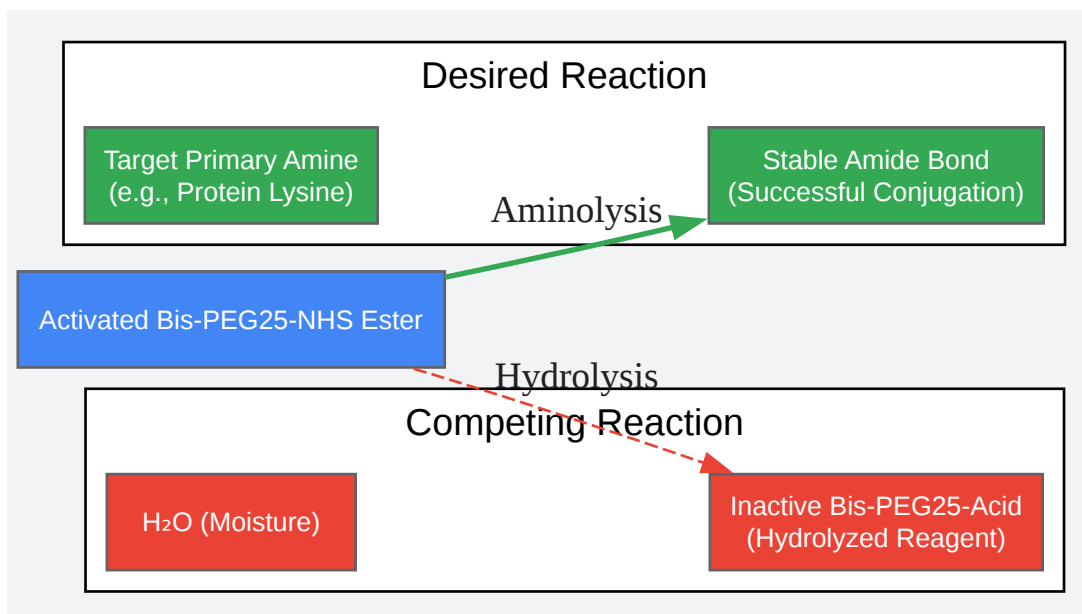 Desired Reaction
Target Primary Amine
(e.g., Protein Lysine)
Stable Amide Bond
(Successful Conjugation)
Aminolysis
Activated Bis-PEG25-NHS Ester
Hydrolysis
Competing Reaction
H₂O (Moisture)
Inactive Bis-PEG25-Acid
(Hydrolyzed Reagent)